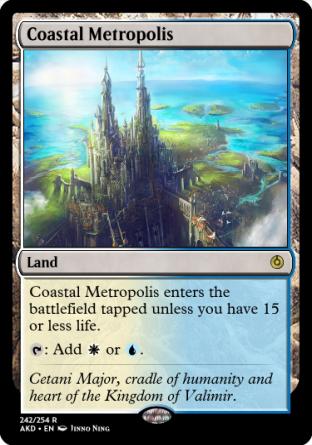 Coastal Metropolis
Land
Coastal Metropolis enters the
battlefield tapped unless you have 15
or less life.
: Add or .
Cetani Major, cradle of humanity and
heart of the Kingdom of Valimir.
242/254 R
AKD • EN JINNO NING